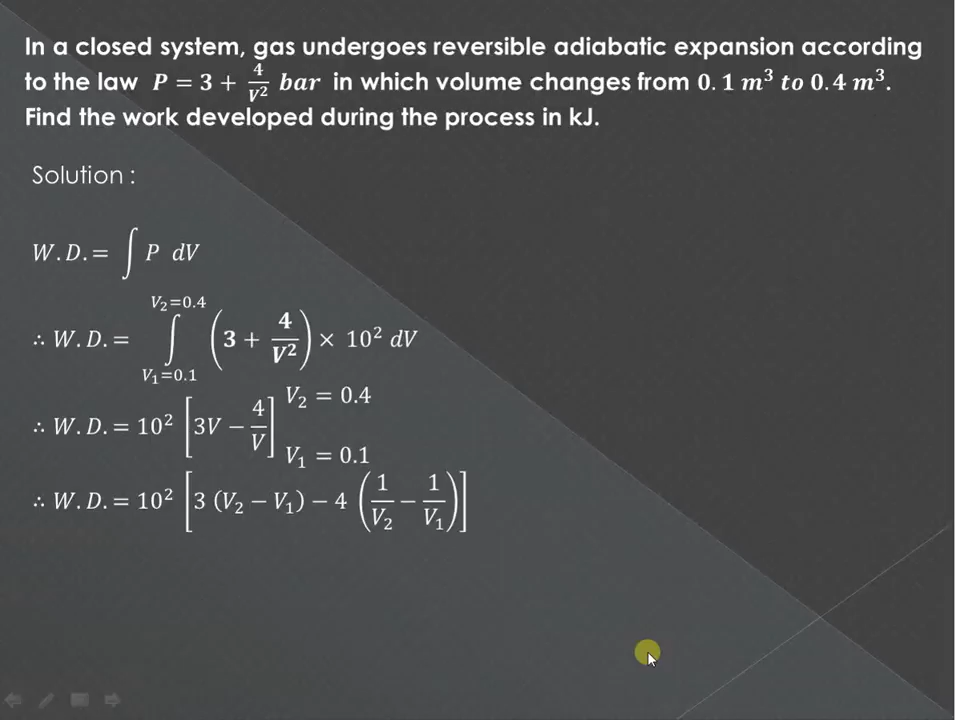 In a closed system, gas undergoes reversible adiabatic expansion according
to the law P = 3 + 4/V² bar in which volume changes from 0.1 m³ to 0.4 m³.
Find the work developed during the process in kJ.
Solution :
W.D.= ∫ P dV
∴ W.D.= ∫_{V₁=0.1}^{V₂=0.4} (3 + 4/V²) × 10² dV
∴ W.D.= 10² [3V − 4/V]_{V₁ = 0.1}^{V₂ = 0.4}
∴ W.D.= 10² [3 (V₂ − V₁) − 4 (1/V₂ − 1/V₁)]